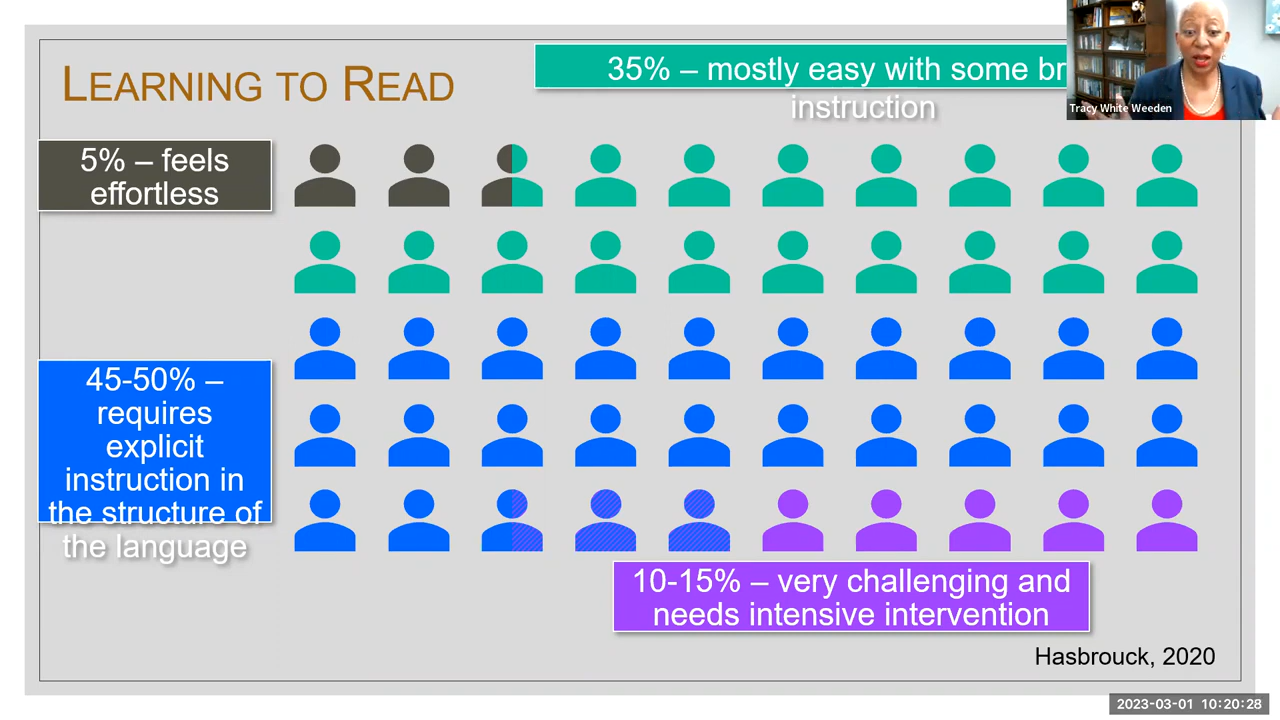 LEARNING TO READ
35% – mostly easy with some
instruction
Tracy White Weeden
5% – feels
effortless
45-50% –
requires
explicit
instruction in
the structure of
the language
10-15% – very challenging and
needs intensive intervention
Hasbrouck, 2020
2023-03-01 10:20:28